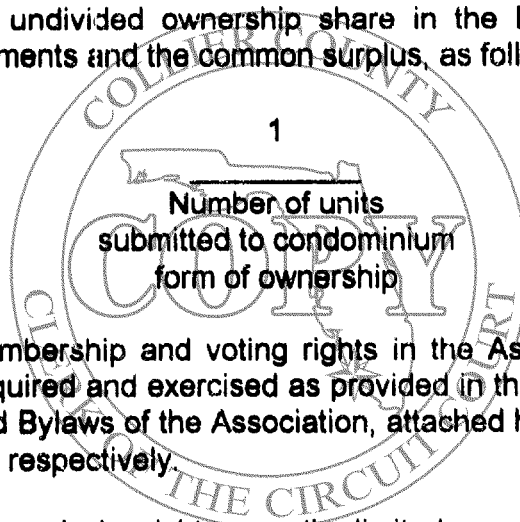 undivided ownership share in the
ments and the common surplus, as foll
1
Number of units
submitted to condominium
form of ownership
mbership and voting rights in the As
quired and exercised as provided in th
d Bylaws of the Association, attached h
respectively.
COLLIER COUNTY
COPY
CLERK OF THE CIRCUIT COURT